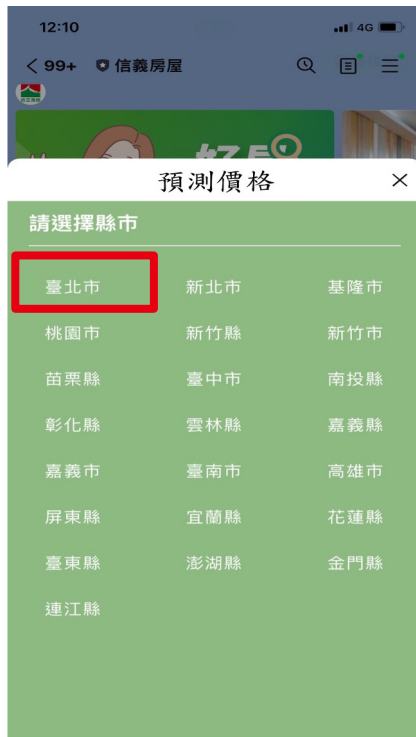 12:10
4G
99+ 信義房屋
預測價格
請選擇縣市
臺北市 新北市 基隆市
桃園市 新竹縣 新竹市
苗栗縣 臺中市 南投縣
彰化縣 雲林縣 嘉義縣
嘉義市 臺南市 高雄市
屏東縣 宜蘭縣 花蓮縣
臺東縣 澎湖縣 金門縣
連江縣